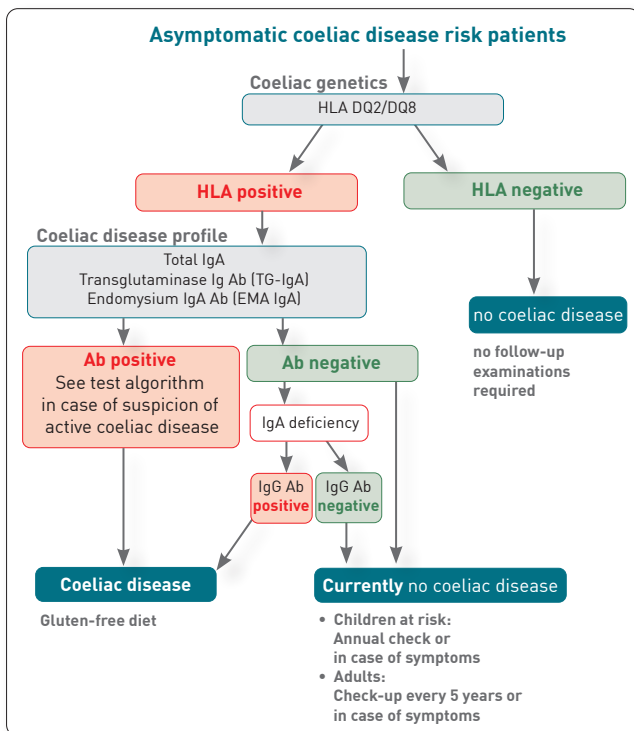 Asymptomatic coeliac disease risk patients
Coeliac genetics
HLA DQ2/DQ8
HLA positive
HLA negative
Coeliac disease profile
Total IgA
Transglutaminase Ig Ab (TG-IgA)
Endomysium IgA Ab (EMA IgA)
no coeliac disease
no follow-up
examinations
required
Ab positive
See test algorithm
in case of suspicion of
active coeliac disease
Ab negative
IgA deficiency
IgG Ab
positive
IgG Ab
negative
Coeliac disease
Gluten-free diet
Currently no coeliac disease
• Children at risk:
Annual check or
in case of symptoms
• Adults:
Check-up every 5 years or
in case of symptoms